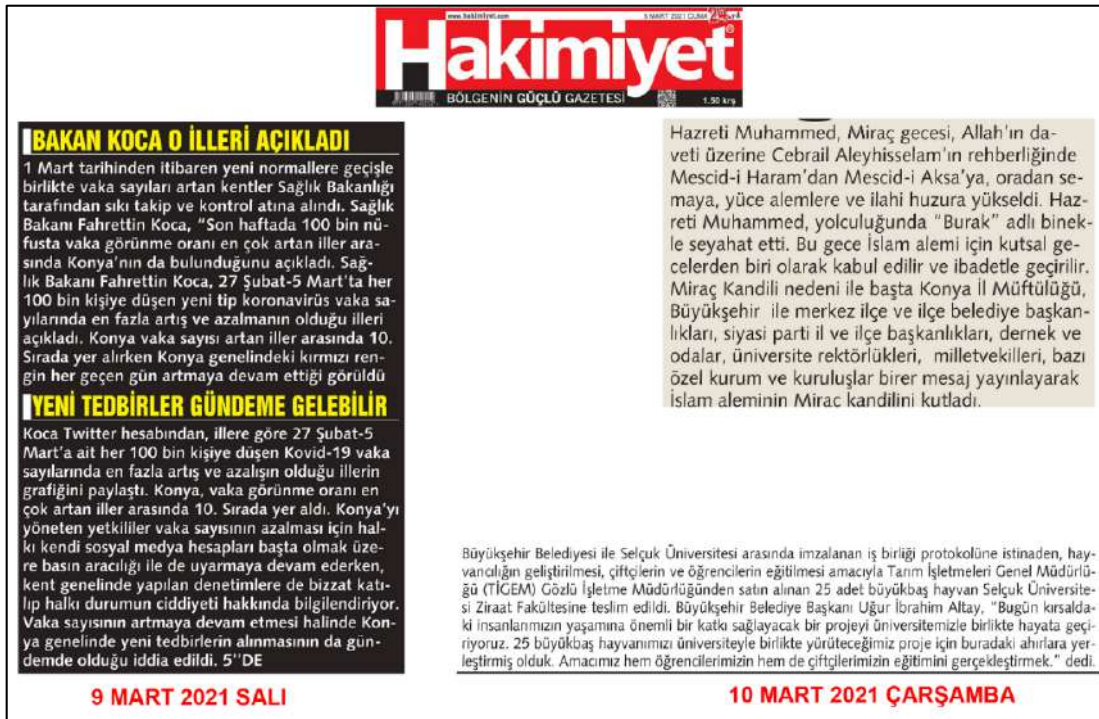 www.hakimiyet.com
5 MART 2021 CUMA
Hakimiyet
BÖLGENİN GÜÇLÜ GAZETESİ
1.50 krş
BAKAN KOCA O İLLERİ AÇIKLADI
1 Mart tarihinden itibaren yeni normallere geçişle
birlikte vaka sayıları artan kentler Sağlık Bakanlığı
tarafından sıkı takip ve kontrol atına alındı. Sağlık
Bakanı Fahrettin Koca, “Son haftada 100 bin nü-
fusta vaka görünme oranı en çok artan iller ara-
sında Konya’nın da bulunduğunu açıkladı. Sağ-
lık Bakanı Fahrettin Koca, 27 Şubat-5 Mart’ta her
100 bin kişiye düşen yeni tip koronavirüs vaka sa-
yılarında en fazla artış ve azalmanın olduğu illeri
açıkladı. Konya vaka sayısı artan iller arasında 10.
Sırada yer alırken Konya genelindeki kırmızı ren-
gin her geçen gün artmaya devam ettiği görüldü
YENİ TEDBİRLER GÜNDEME GELEBİLİR
Koca Twitter hesabından, illere göre 27 Şubat-5
Mart’a ait her 100 bin kişiye düşen Kovid-19 vaka
sayılarında en fazla artış ve azalışın olduğu illerin
grafiğini paylaştı. Konya, vaka görünme oranı en
çok artan iller arasında 10. Sırada yer aldı. Konya’yı
yöneten yetkililer vaka sayısının azalması için hal-
kı kendi sosyal medya hesapları başta olmak üze-
re basın aracılığı ile de uyarmaya devam ederken,
kent genelinde yapılan denetimlere de bizzat katı-
lıp halkı durumun ciddiyeti hakkında bilgilendiriyor.
Vaka sayısının artmaya devam etmesi halinde Kon-
ya genelinde yeni tedbirlerin alınmasının da gün-
demde olduğu iddia edildi. 5''DE
9 MART 2021 SALI
Hazreti Muhammed, Miraç gecesi, Allah’ın da-
veti üzerine Cebrail Aleyhisselam’ın rehberliğinde
Mescid-i Haram’dan Mescid-i Aksa’ya, oradan se-
maya, yüce alemlere ve ilahi huzura yükseldi. Haz-
reti Muhammed, yolculuğunda “Burak” adlı binek-
le seyahat etti. Bu gece İslam alemi için kutsal ge-
celerden biri olarak kabul edilir ve ibadetle geçirilir.
Miraç Kandili nedeni ile başta Konya İl Müftülüğü,
Büyükşehir ile merkez ilçe ve ilçe belediye başkan-
lıkları, siyasi parti il ve ilçe başkanlıkları, dernek ve
odalar, üniversite rektörlükleri, milletvekilleri, bazı
özel kurum ve kuruluşlar birer mesaj yayınlayarak
İslam aleminin Miraç kandilini kutladı.
Büyükşehir Belediyesi ile Selçuk Üniversitesi arasında imzalanan iş birliği protokolüne istinaden, hay-
vancılığın geliştirilmesi, çiftçilerin ve öğrencilerin eğitilmesi amacıyla Tarım İşletmeleri Genel Müdürlü-
ğü (TİGEM) Gözlü İşletme Müdürlüğünden satın alınan 25 adet büyükbaş hayvan Selçuk Üniversite-
si Ziraat Fakültesine teslim edildi. Büyükşehir Belediye Başkanı Uğur İbrahim Altay, “Bugün kırsalda-
ki insanlarımızın yaşamına önemli bir katkı sağlayacak bir projeyi üniversitemizle birlikte hayata geçi-
riyoruz. 25 büyükbaş hayvanımızı üniversiteyle birlikte yürüteceğimiz proje için buradaki ahırlara yer-
leştirmiş olduk. Amacımız hem öğrencilerimizin hem de çiftçilerimizin eğitimini gerçekleştirmek.” dedi.
10 MART 2021 ÇARŞAMBA